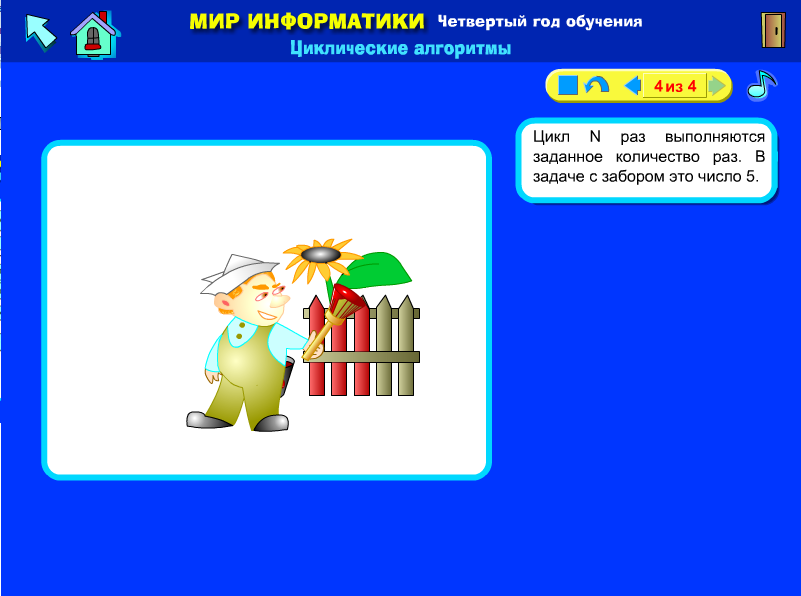 МИР ИНФОРМАТИКИ Четвертый год обучения
Циклические алгоритмы
4 из 4
Цикл N раз выполняются
заданное количество раз. В
задаче с забором это число 5.